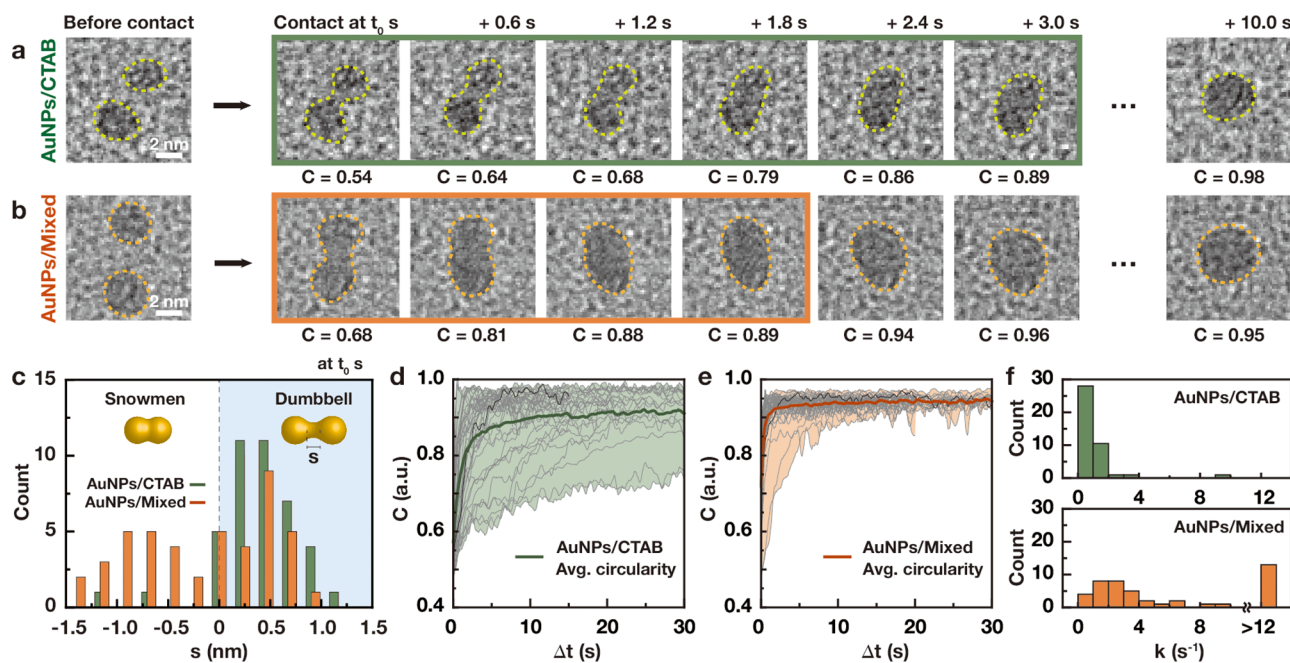 Before contact
Contact at t₀ s
+ 0.6 s
+ 1.2 s
+ 1.8 s
+ 2.4 s
+ 3.0 s
+ 10.0 s
a
AuNPs/CTAB
2 nm
...
C = 0.54
C = 0.64
C = 0.68
C = 0.79
C = 0.86
C = 0.89
C = 0.98
b
AuNPs/Mixed
2 nm
...
C = 0.68
C = 0.81
C = 0.88
C = 0.89
C = 0.94
C = 0.96
C = 0.95
c
at t₀ s
Snowmen
Dumbbell
s
AuNPs/CTAB
AuNPs/Mixed
Count
15
10
5
0
-1.5
-1.0
-0.5
0
0.5
1.0
1.5
s (nm)
d
C (a.u.)
1.0
0.8
0.6
0.4
AuNPs/CTAB
Avg. circularity
0
10
20
30
Δt (s)
e
C (a.u.)
1.0
0.8
0.6
0.4
AuNPs/Mixed
Avg. circularity
0
10
20
30
Δt (s)
f
Count
30
20
10
0
AuNPs/CTAB
0
4
8
12
Count
30
20
10
0
AuNPs/Mixed
0
4
8
>12
k (s⁻¹)